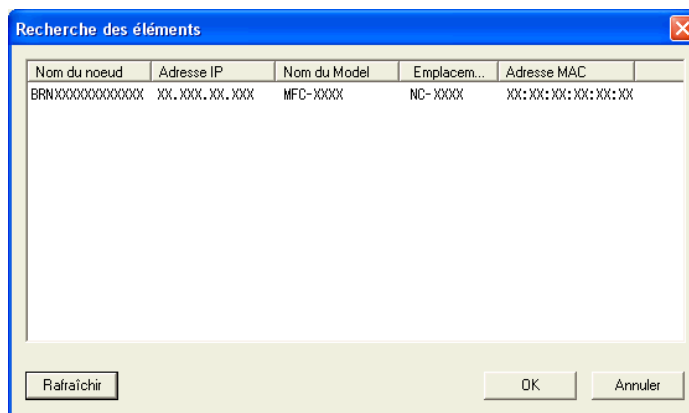 Recherche des éléments
Nom du noeud Adresse IP Nom du Model Emplacem... Adresse MAC
BRNXXXXXXXXXXXX XX.XXX.XX.XXX MFC-XXXX NC-XXXX XX:XX:XX:XX:XX:XX
Rafraîchir OK Annuler